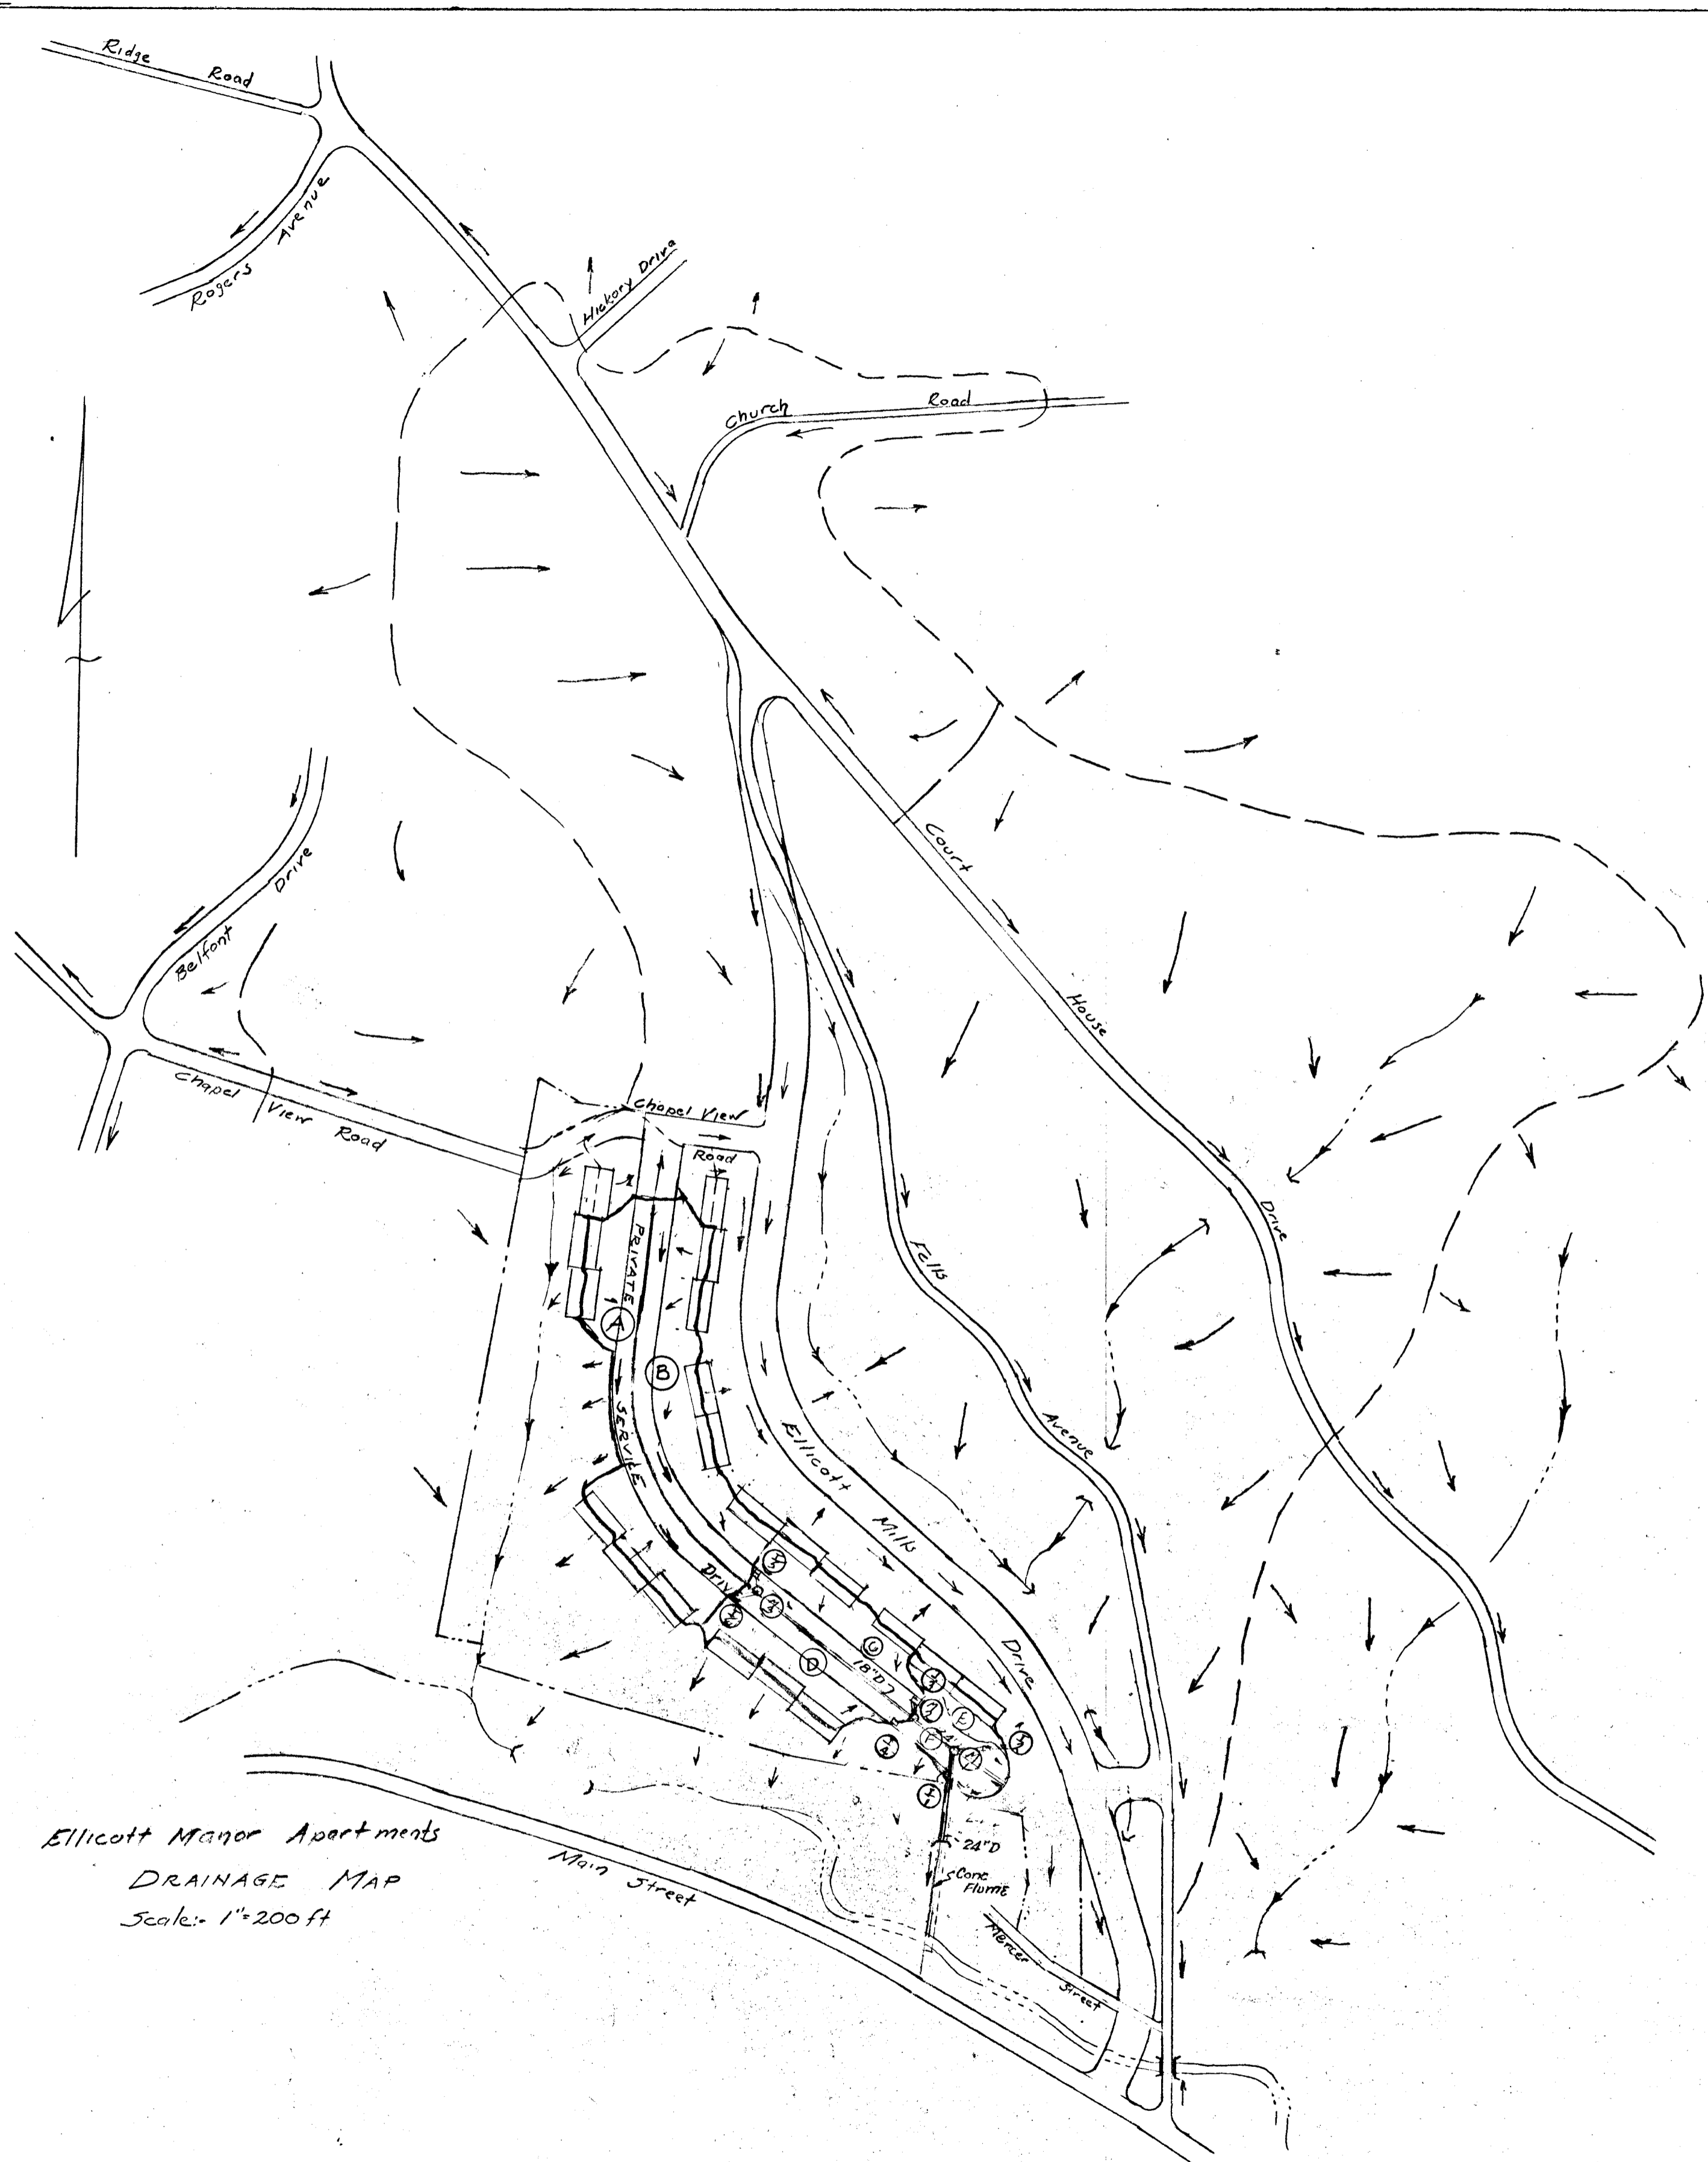 Ridge Road
Rogers Avenue
Hickory Drive
Church Road
Court House Drive
Belfont Drive
Chapel View Road
Chapel View Road
PRIVATE SERVICE Drive
A
B
Fells Avenue
Ellicott Mills Drive
C
D
18"D
E
24"D
Conc
Flume
Mercer Street
Main Street
Ellicott Manor Apartments
DRAINAGE MAP
Scale:- 1"=200ft